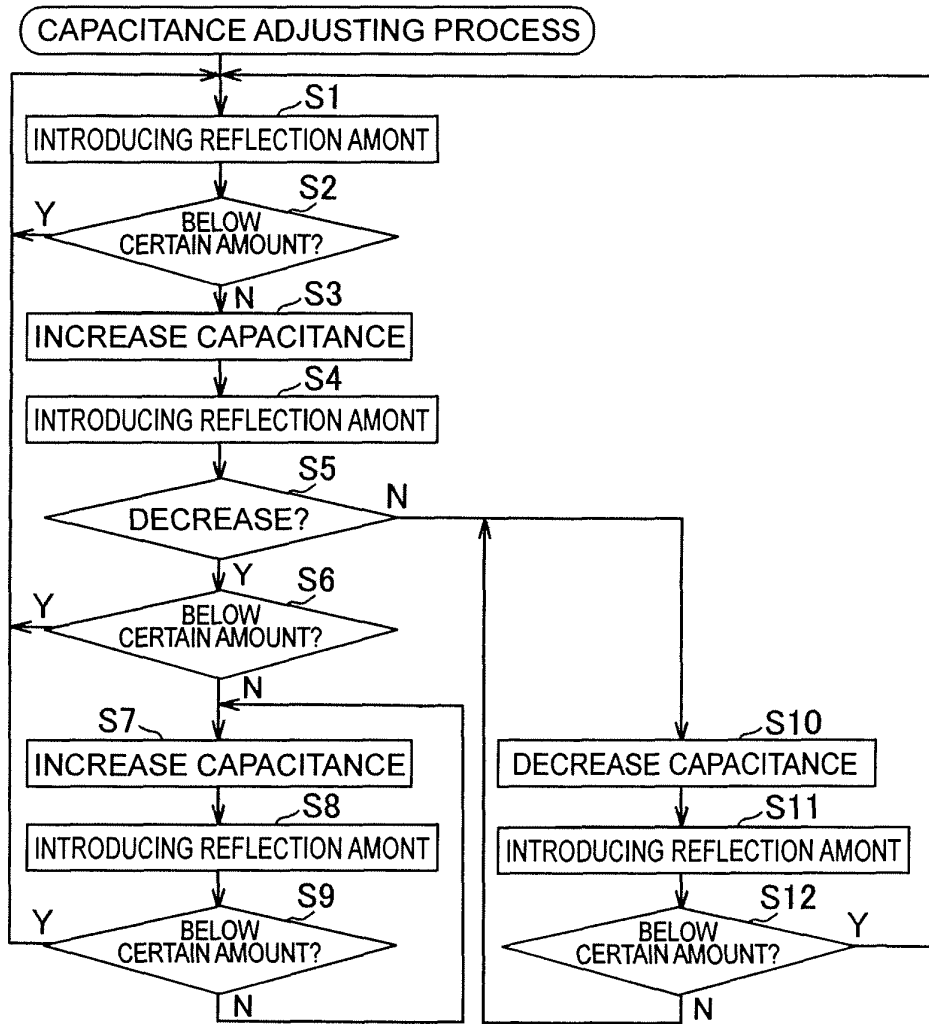 CAPACITANCE ADJUSTING PROCESS
S1
INTRODUCING REFLECTION AMONT
S2
Y
BELOW
CERTAIN AMOUNT?
N
S3
INCREASE CAPACITANCE
S4
INTRODUCING REFLECTION AMONT
S5
N
DECREASE?
Y
S6
Y
BELOW
CERTAIN AMOUNT?
N
S7
INCREASE CAPACITANCE
S8
INTRODUCING REFLECTION AMONT
S9
Y
BELOW
CERTAIN AMOUNT?
N
S10
DECREASE CAPACITANCE
S11
INTRODUCING REFLECTION AMONT
S12
BELOW
CERTAIN AMOUNT?
Y
N